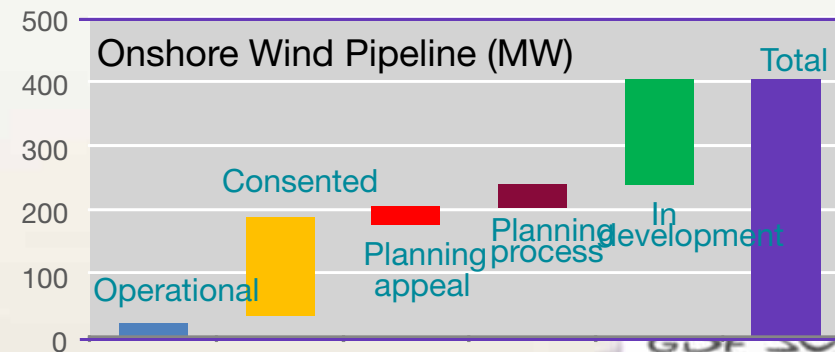 Onshore Wind Pipeline (MW)
500
400
300
200
100
0
Operational
Consented
Planning
appeal
Planning
process
In
development
Total